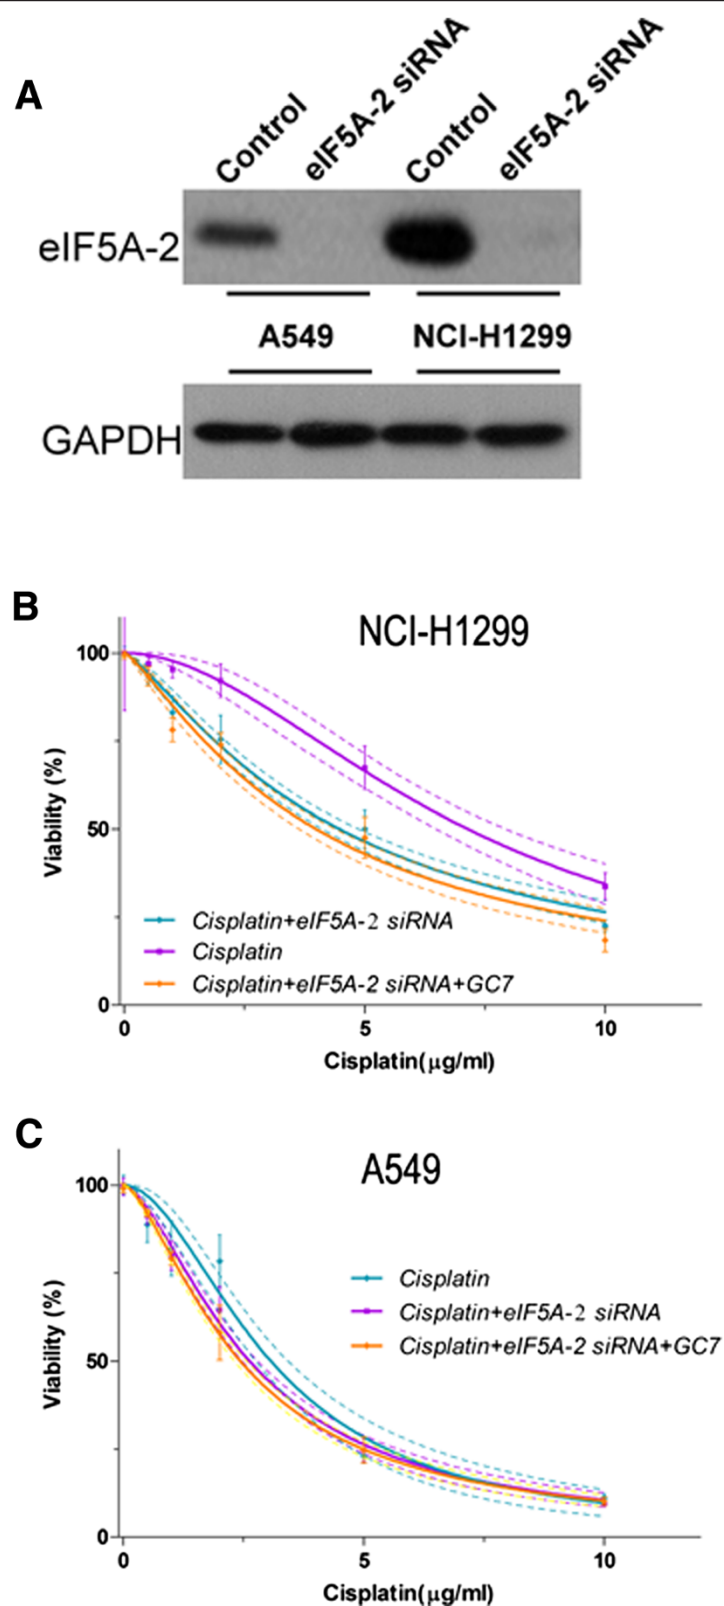 A
Control
eIF5A-2 siRNA
Control
eIF5A-2 siRNA
eIF5A-2
A549
NCI-H1299
GAPDH
B
NCI-H1299
100
50
0
Viability (%)
Cisplatin+eIF5A-2 siRNA
Cisplatin
Cisplatin+eIF5A-2 siRNA+GC7
0
5
10
Cisplatin(μg/ml)
C
A549
100
50
0
Viability (%)
Cisplatin
Cisplatin+eIF5A-2 siRNA
Cisplatin+eIF5A-2 siRNA+GC7
0
5
10
Cisplatin(μg/ml)